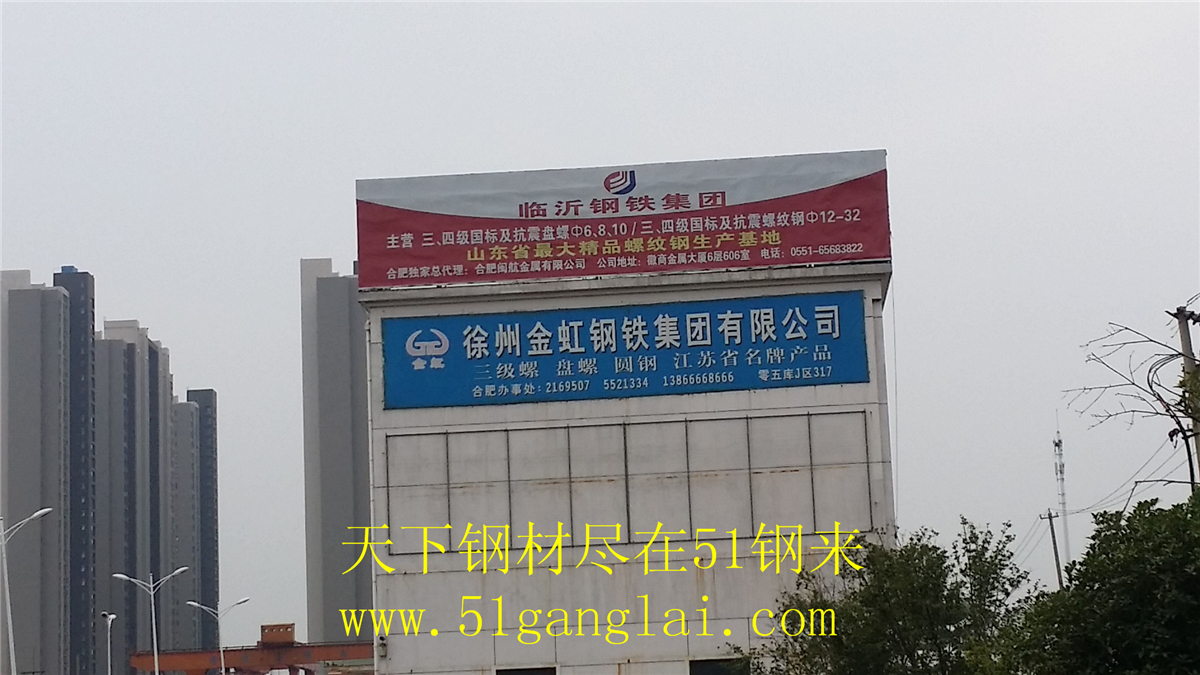 临沂钢铁集团
主营 三、四级国标及抗震盘螺Φ6,8,10 / 三、四级国标及抗震螺纹钢Φ12-32
山东省最大精品螺纹钢生产基地
合肥独家总代理：合肥闽航金属有限公司 公司地址：徽商金属大厦6层606室 电话：0551-65683822
徐州金虹钢铁集团有限公司
金虹
三级螺 盘螺 圆钢 江苏省名牌产品
合肥办事处：2169507 5521334 13866668666 零五库J区317
天下钢材尽在51钢来
www.51ganglai.com